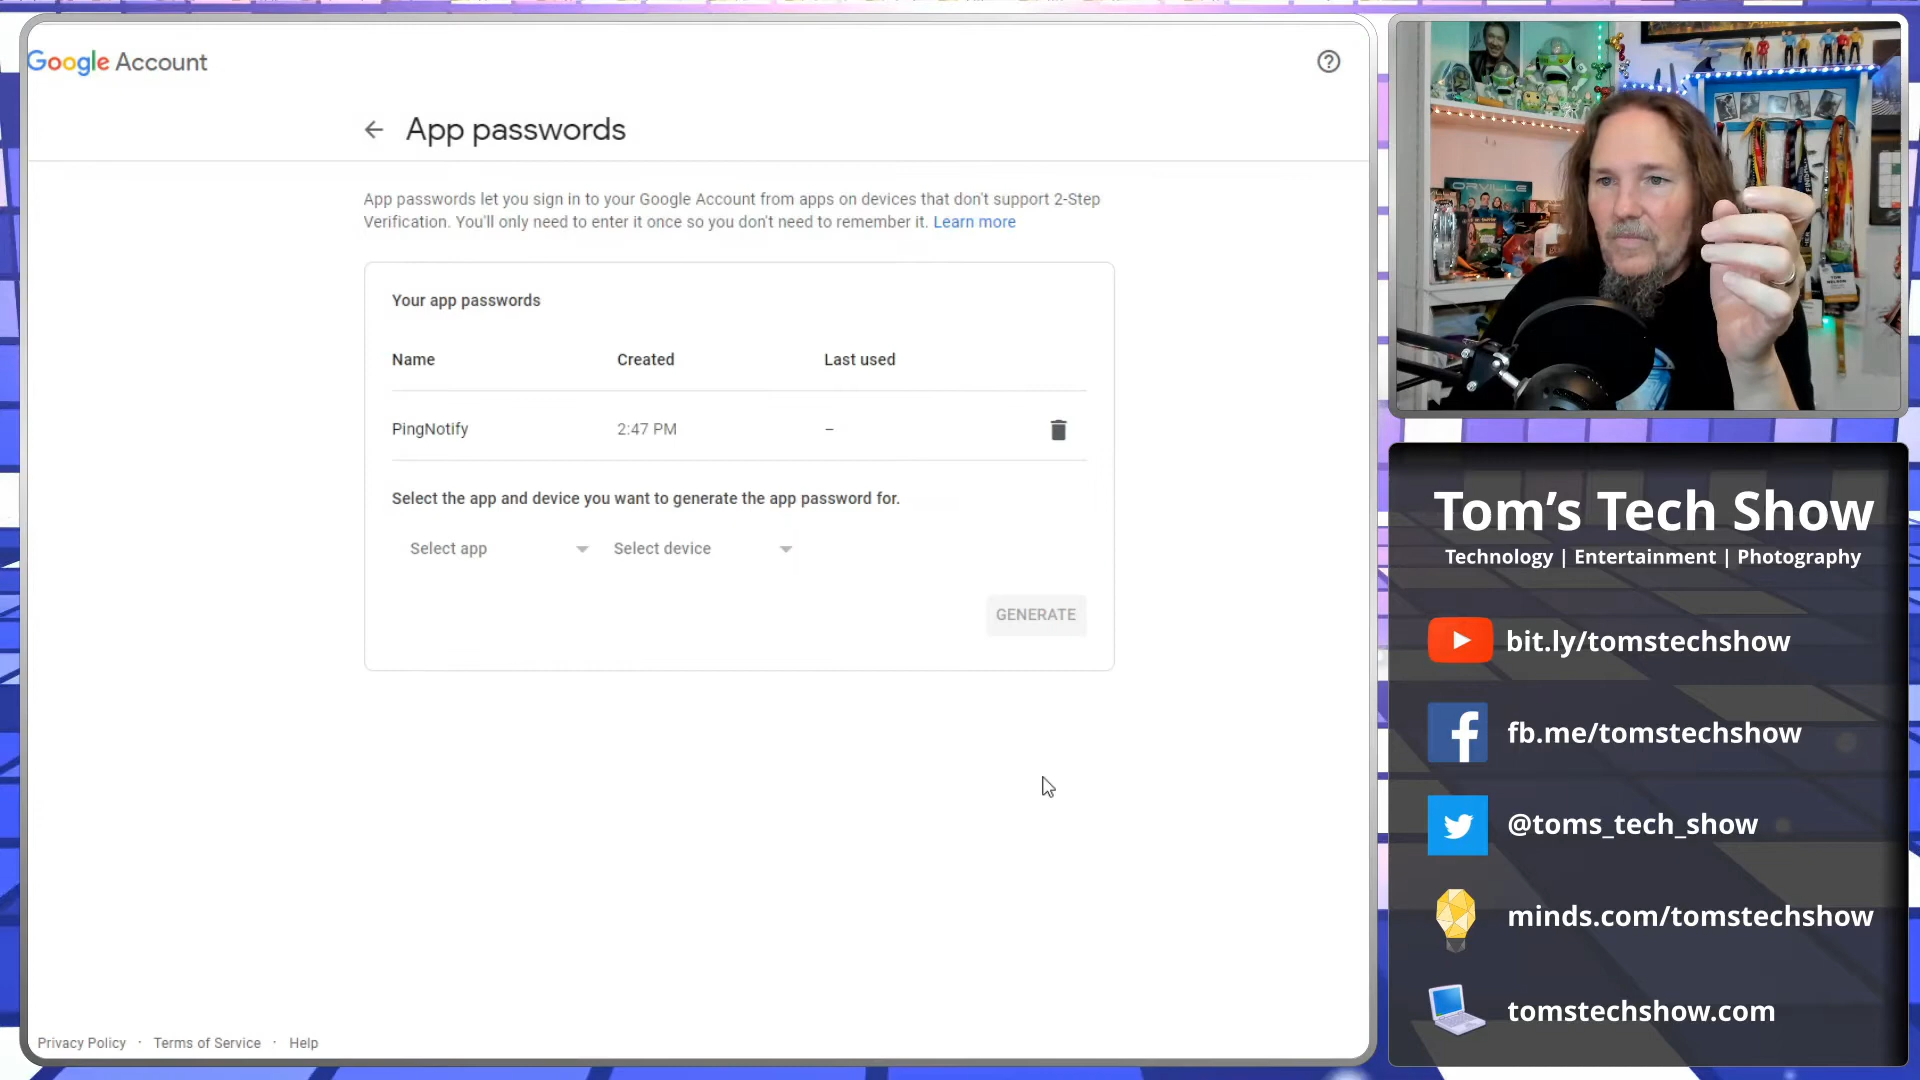 Google Account
App passwords
App passwords let you sign in to your Google Account from apps on devices that don't support 2-Step
Verification. You'll only need to enter it once so you don't need to remember it. Learn more
Your app passwords
Name Created Last used
PingNotify 2:47 PM –
Select the app and device you want to generate the app password for.
Select app Select device
GENERATE
Privacy Policy · Terms of Service · Help
ORVILLE
Tom's Tech Show
Technology | Entertainment | Photography
bit.ly/tomstechshow
fb.me/tomstechshow
@toms_tech_show
minds.com/tomstechshow
tomstechshow.com